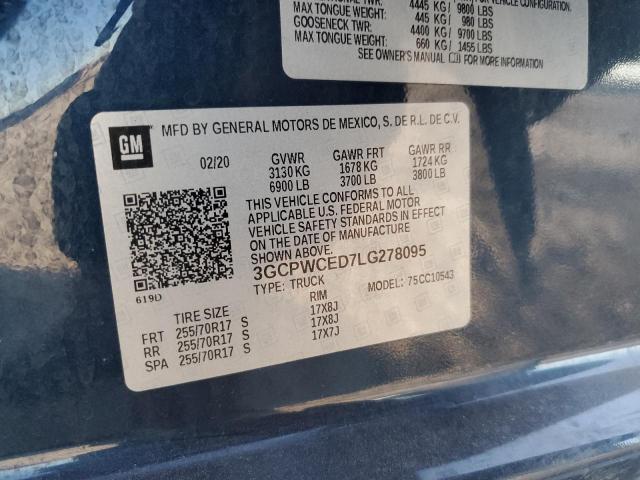 MAX TONGUE WEIGHT: 4445 KG / 9800 LBS
GOOSENECK TWR: 445 KG / 980 LBS
4400 KG / 9700 LBS
MAX TONGUE WEIGHT: 660 KG / 1455 LBS
SEE OWNER'S MANUAL FOR MORE INFORMATION.
GM
MFD BY GENERAL MOTORS DE MEXICO, S. DE R.L. DE C.V.
02/20 GVWR GAWR FRT GAWR RR
3130 KG 1678 KG 1724 KG
6900 LB 3700 LB 3800 LB
THIS VEHICLE CONFORMS TO ALL
APPLICABLE U.S. FEDERAL MOTOR
VEHICLE SAFETY STANDARDS IN EFFECT
ON THE DATE OF MANUFACTURE
SHOWN ABOVE.
3GCPWCED7LG278095
TYPE: TRUCK 75CC10543
619D
TIRE SIZE RIM
FRT 255/70R17 S 17X8J
RR 255/70R17 S 17X8J
SPA 255/70R17 S 17X7J